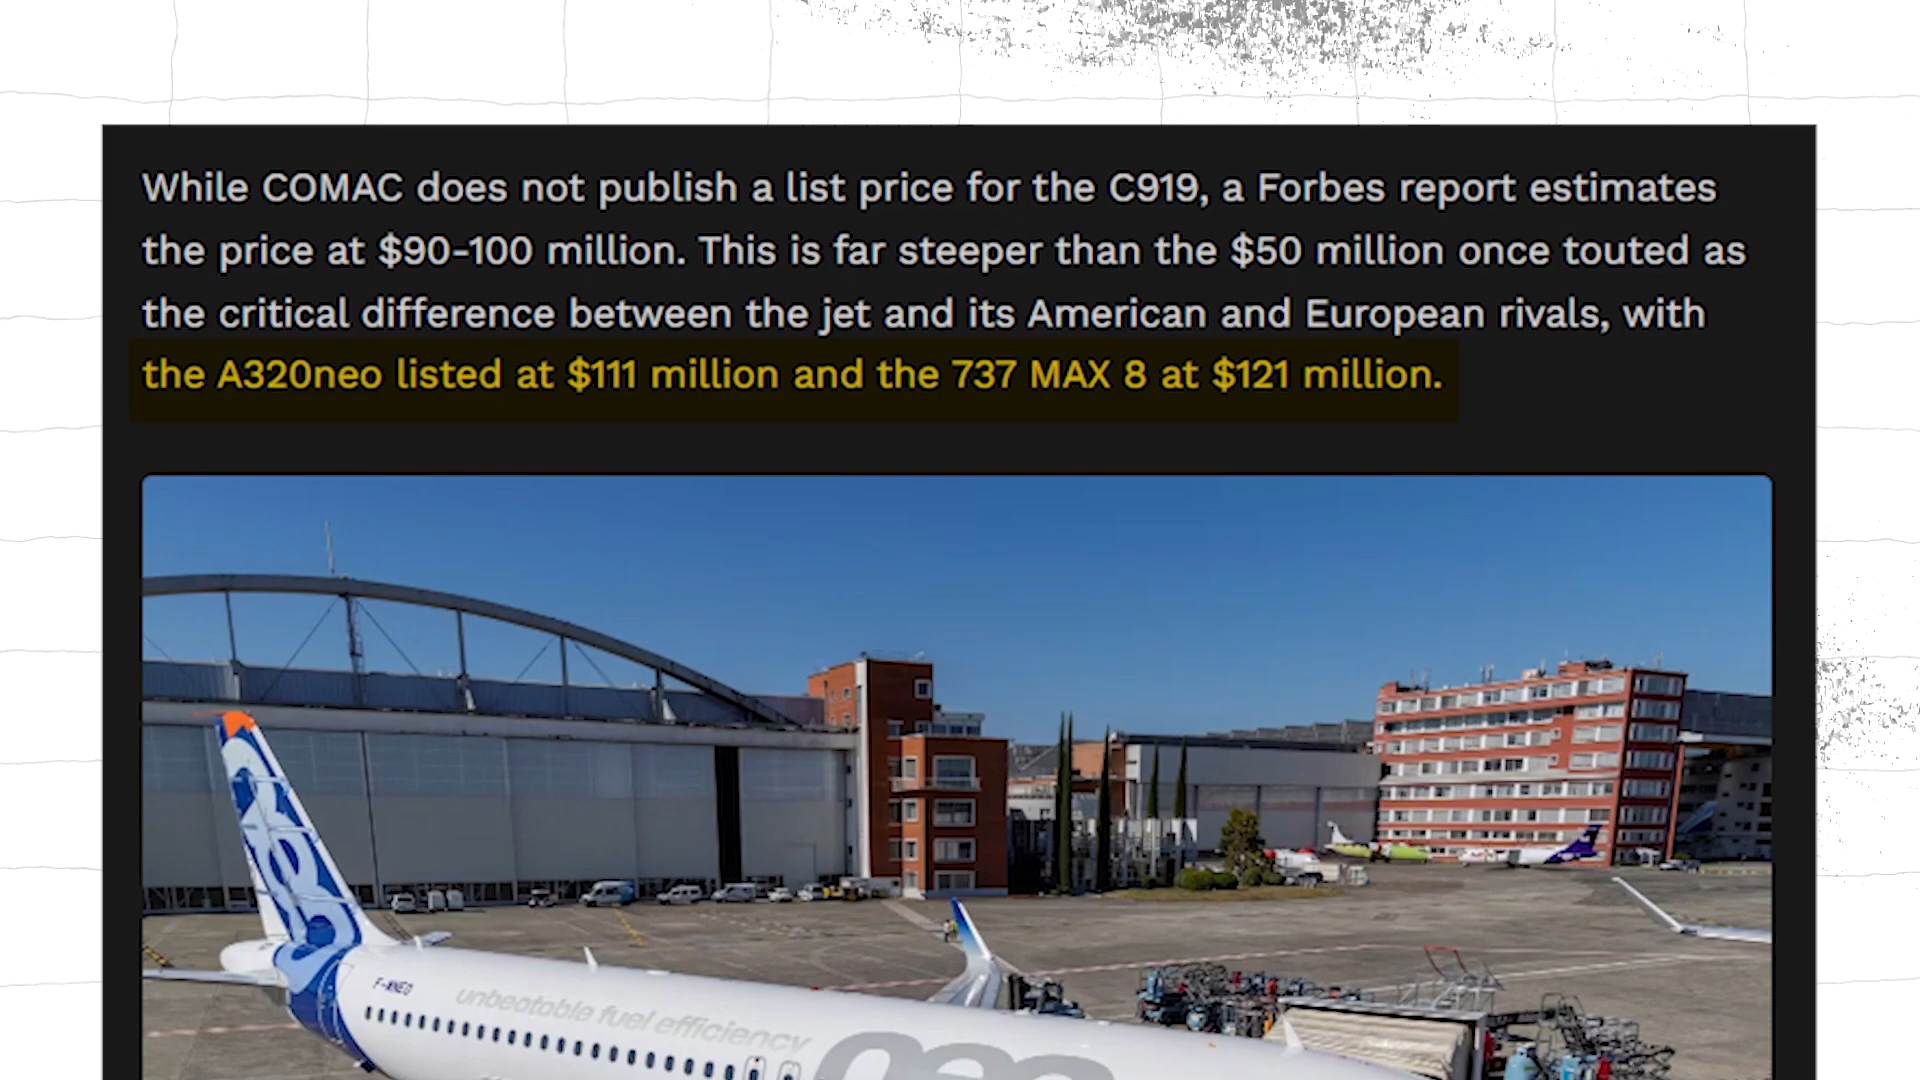 While COMAC does not publish a list price for the C919, a Forbes report estimates
the price at $90-100 million. This is far steeper than the $50 million once touted as
the critical difference between the jet and its American and European rivals, with
the A320neo listed at $111 million and the 737 MAX 8 at $121 million.
F-WNEO
unbeatable fuel efficiency
neo